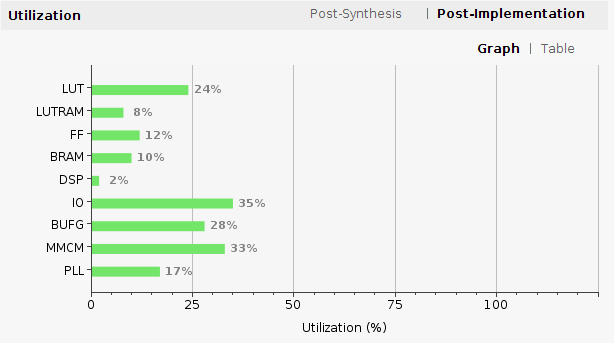 Utilization Post-Synthesis | Post-Implementation
Graph | Table
LUT 24%
LUTRAM 8%
FF 12%
BRAM 10%
DSP 2%
IO 35%
BUFG 28%
MMCM 33%
PLL 17%
0 25 50 75 100
Utilization (%)